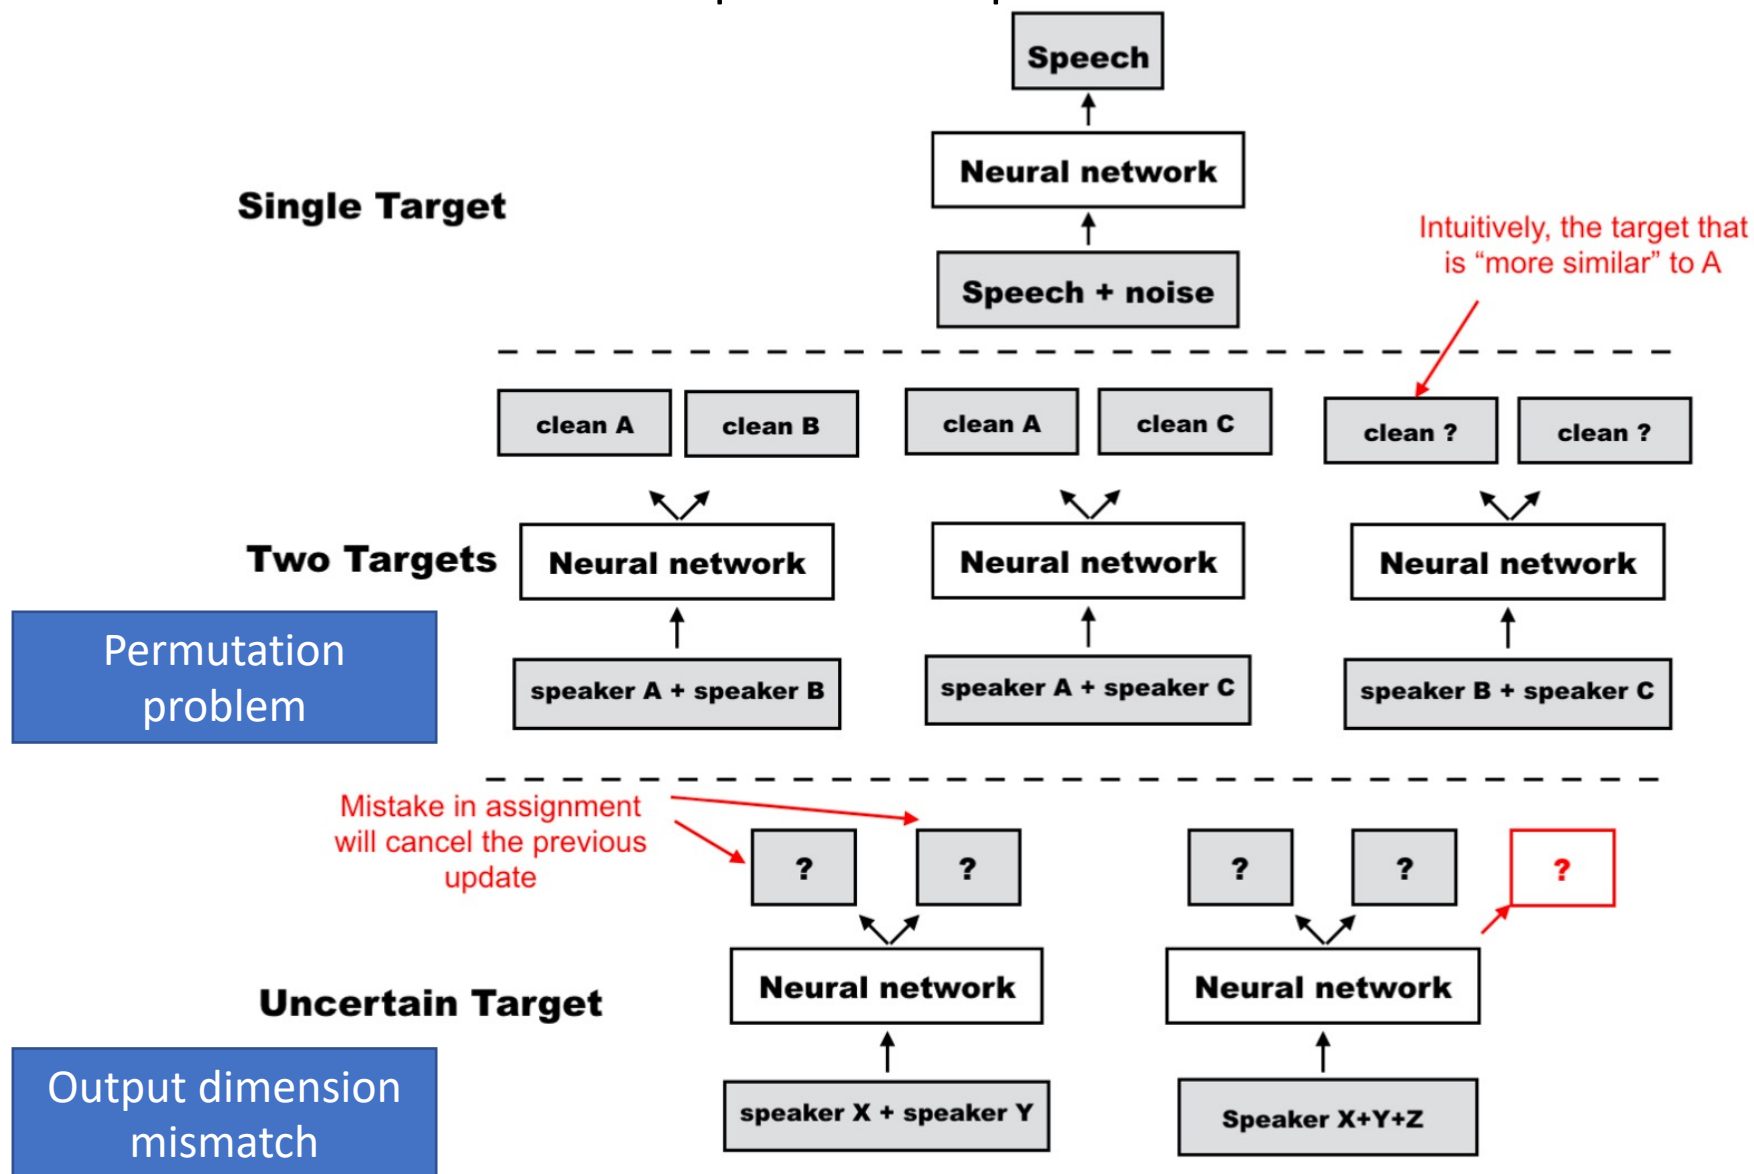 Speech
Neural network
Single Target
Speech + noise
Intuitively, the target that
is “more similar” to A
clean A
clean B
clean A
clean C
clean ?
clean ?
Two Targets
Neural network
Neural network
Neural network
Permutation
problem
speaker A + speaker B
speaker A + speaker C
speaker B + speaker C
Mistake in assignment
will cancel the previous
update
?
?
?
?
?
Uncertain Target
Neural network
Neural network
Output dimension
mismatch
speaker X + speaker Y
Speaker X+Y+Z